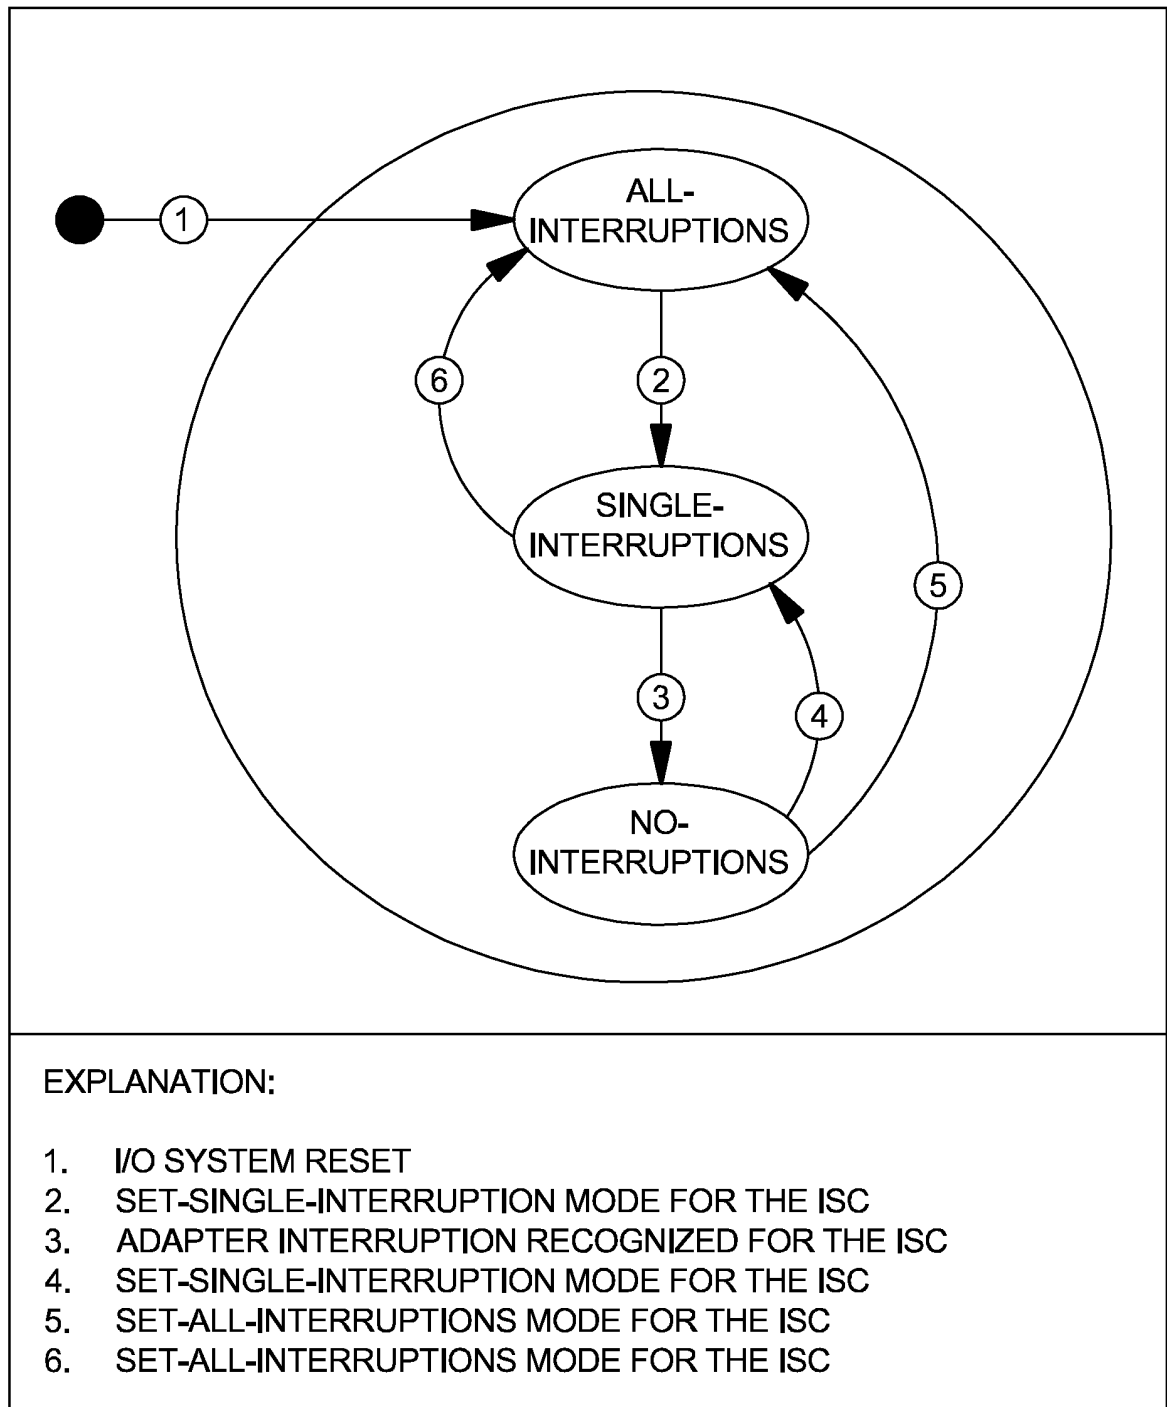 ALL-
INTERRUPTIONS
1
6
2
SINGLE-
INTERRUPTIONS
5
3
4
NO-
INTERRUPTIONS
EXPLANATION:
1. I/O SYSTEM RESET
2. SET-SINGLE-INTERRUPTION MODE FOR THE ISC
3. ADAPTER INTERRUPTION RECOGNIZED FOR THE ISC
4. SET-SINGLE-INTERRUPTION MODE FOR THE ISC
5. SET-ALL-INTERRUPTIONS MODE FOR THE ISC
6. SET-ALL-INTERRUPTIONS MODE FOR THE ISC